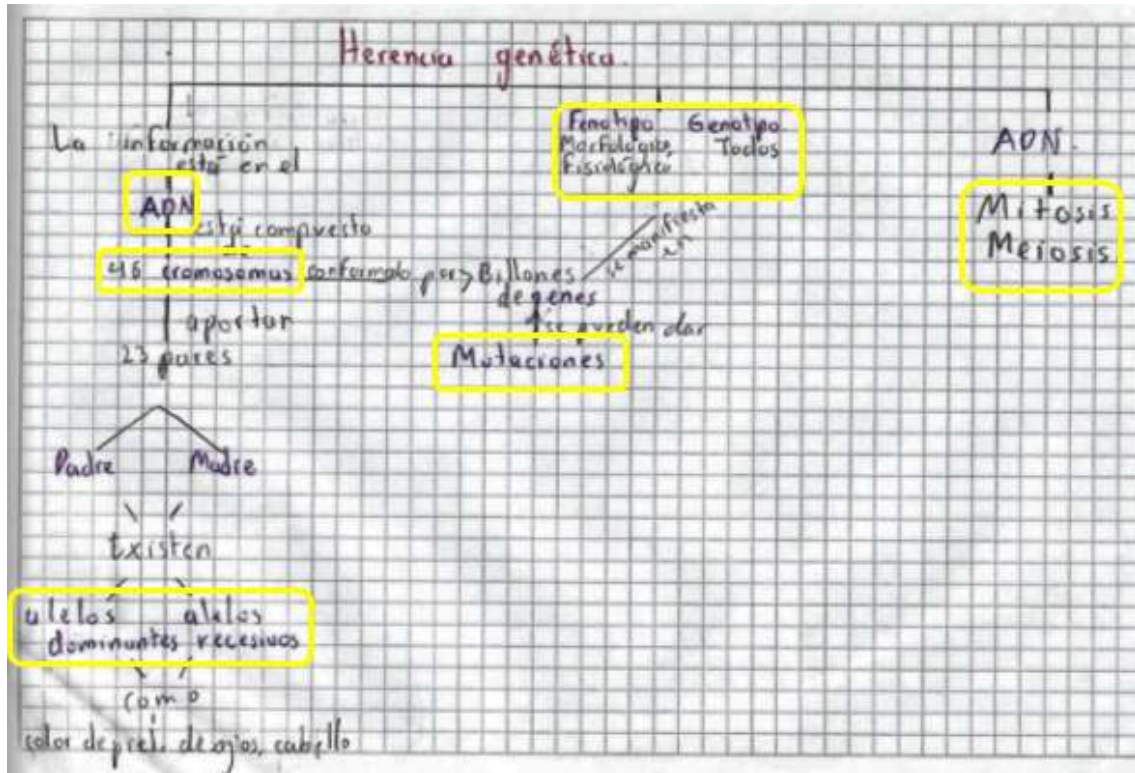 Herencia genética.
La información
está en el
ADN
está compuesto
46 cromosomas conformado por> Billones
de genes
aportan
23 pares
Padre Madre
Existen
alelos alelos
dominantes recesivos
como
color de piel, de ojos, cabello
Fenotipo Genotipo
Morfológico, Todos
Fisiológico
se manifiesta
en
se pueden dar
Mutaciones
ADN.
Mitosis
Meiosis